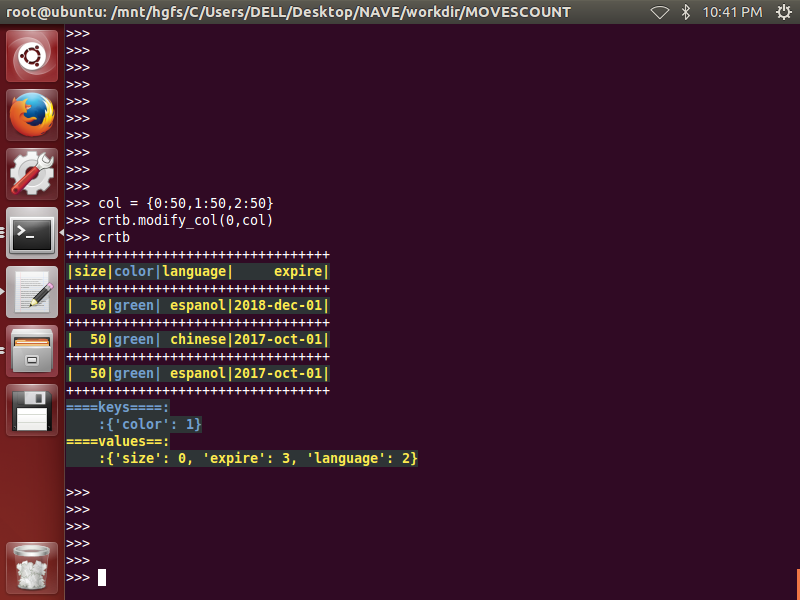 root@ubuntu: /mnt/hgfs/C/Users/DELL/Desktop/NAVE/workdir/MOVESCOUNT 10:41 PM
>>>
>>>
>>>
>>>
>>>
>>>
>>>
>>>
>>>
>>>
>>> col = {0:50,1:50,2:50}
>>> crtb.modify_col(0,col)
>>> crtb
+++++++++++++++++++++++++++++++++
|size|color|language|     expire|
+++++++++++++++++++++++++++++++++
|  50|green| espanol|2018-dec-01|
+++++++++++++++++++++++++++++++++
|  50|green| chinese|2017-oct-01|
+++++++++++++++++++++++++++++++++
|  50|green| espanol|2017-oct-01|
+++++++++++++++++++++++++++++++++
====keys====:
    :{'color': 1}
====values==:
    :{'size': 0, 'expire': 3, 'language': 2}
>>>
>>>
>>>
>>>
>>>
>>>